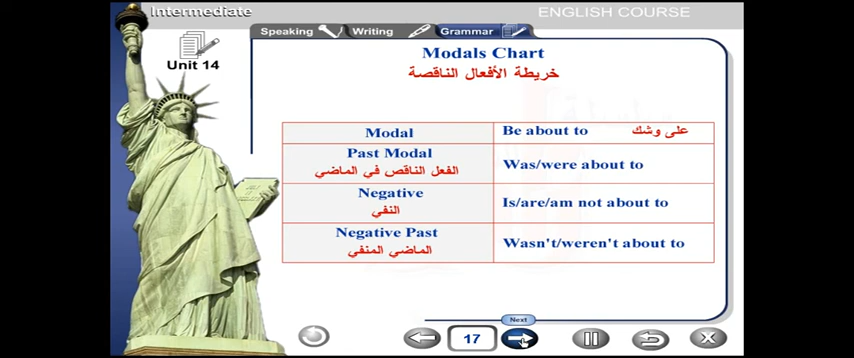 Intermediate
ENGLISH COURSE
Speaking Writing Grammar
Unit 14
Modals Chart
خريطة الأفعال الناقصة
Modal
Be about to على وشك
Past Modal
الفعل الناقص في الماضي
Was/were about to
Negative
النفي
Is/are/am not about to
Negative Past
الماضي المنفي
Wasn't/weren't about to
Next
17